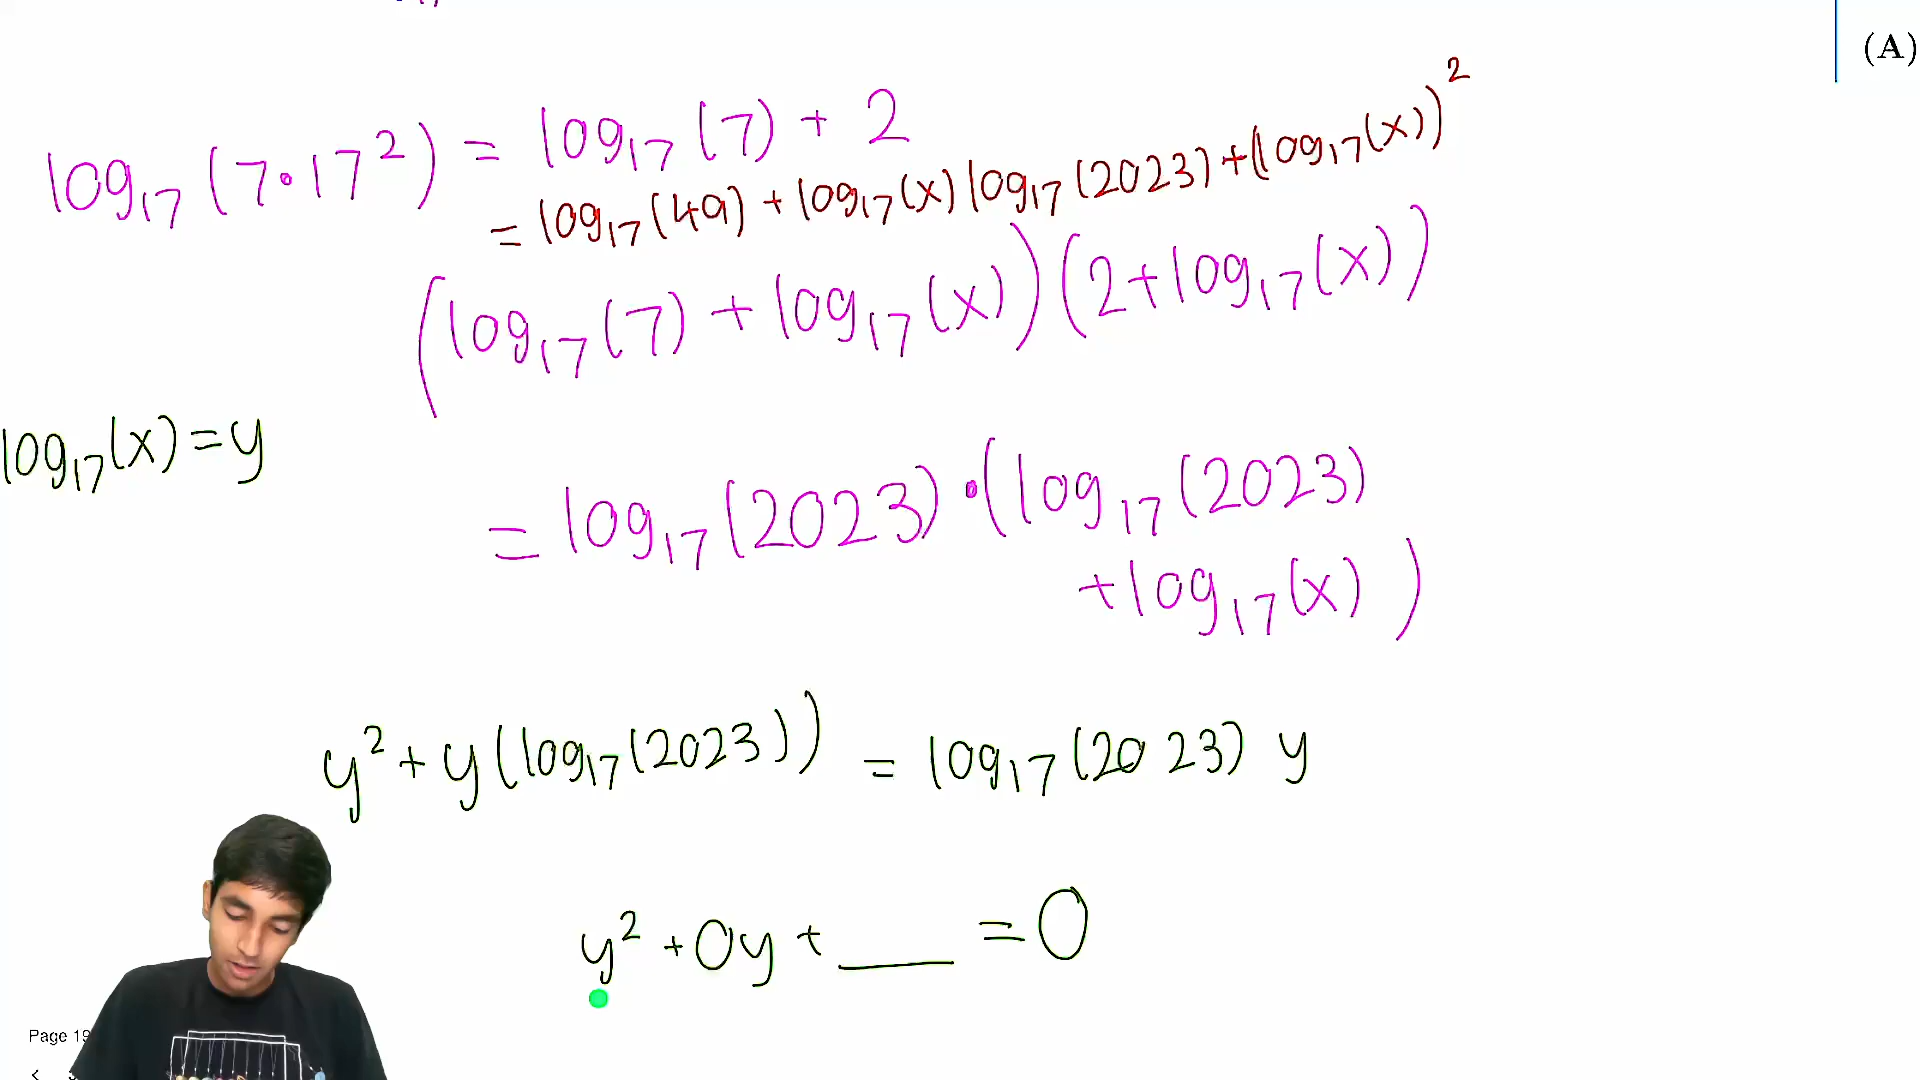 (A)
log₁₇(7·17²) = log₁₇(7) + 2
= log₁₇(49) + log₁₇(x) log₁₇(2023) + (log₁₇(x))²
(log₁₇(7) + log₁₇(x))(2 + log₁₇(x))
log₁₇(x) = y
= log₁₇(2023)·(log₁₇(2023)
+ log₁₇(x))
y² + y(log₁₇(2023)) = log₁₇(2023) y
y² + 0y + ___ = 0
Page 19